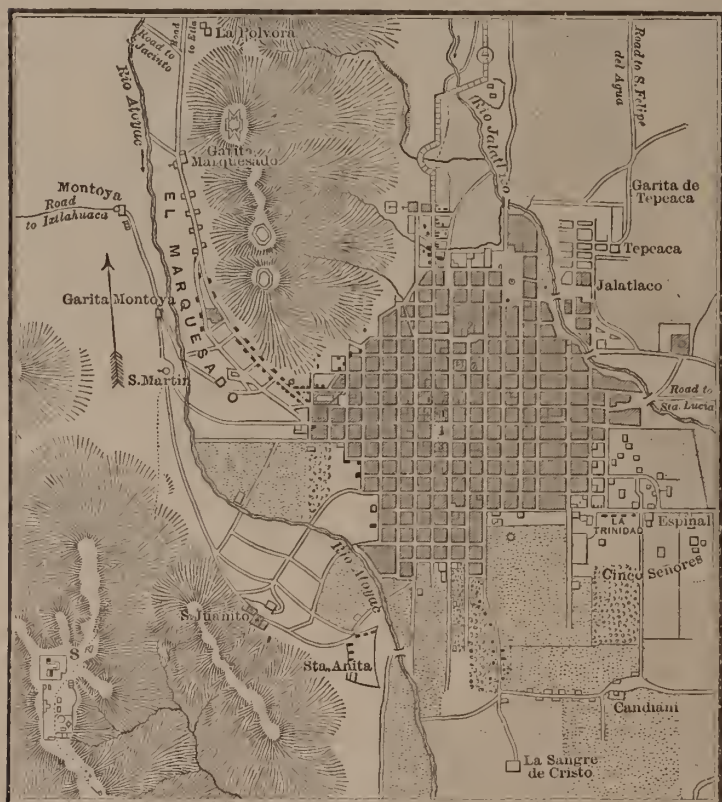 La Polvora
Road to
Jacinto
Road
to Etla
Rio Atoyac
Road to S. Felipe
del Agua
Rio Jalatlaco
Garita
Marquesado
EL MARQUESADO
Montoya
Road
to Ixtlahuaca
Garita de
Tepeaca
Tepeaca
Jalatlaco
Garita Montoya
S. Martin
Road to
Sta. Lucia
LA
TRINIDAD
Espinal
Cinco Señores
Rio Atoyac
S. Juanito
Sta. Anita
Candiani
La Sangre
de Cristo